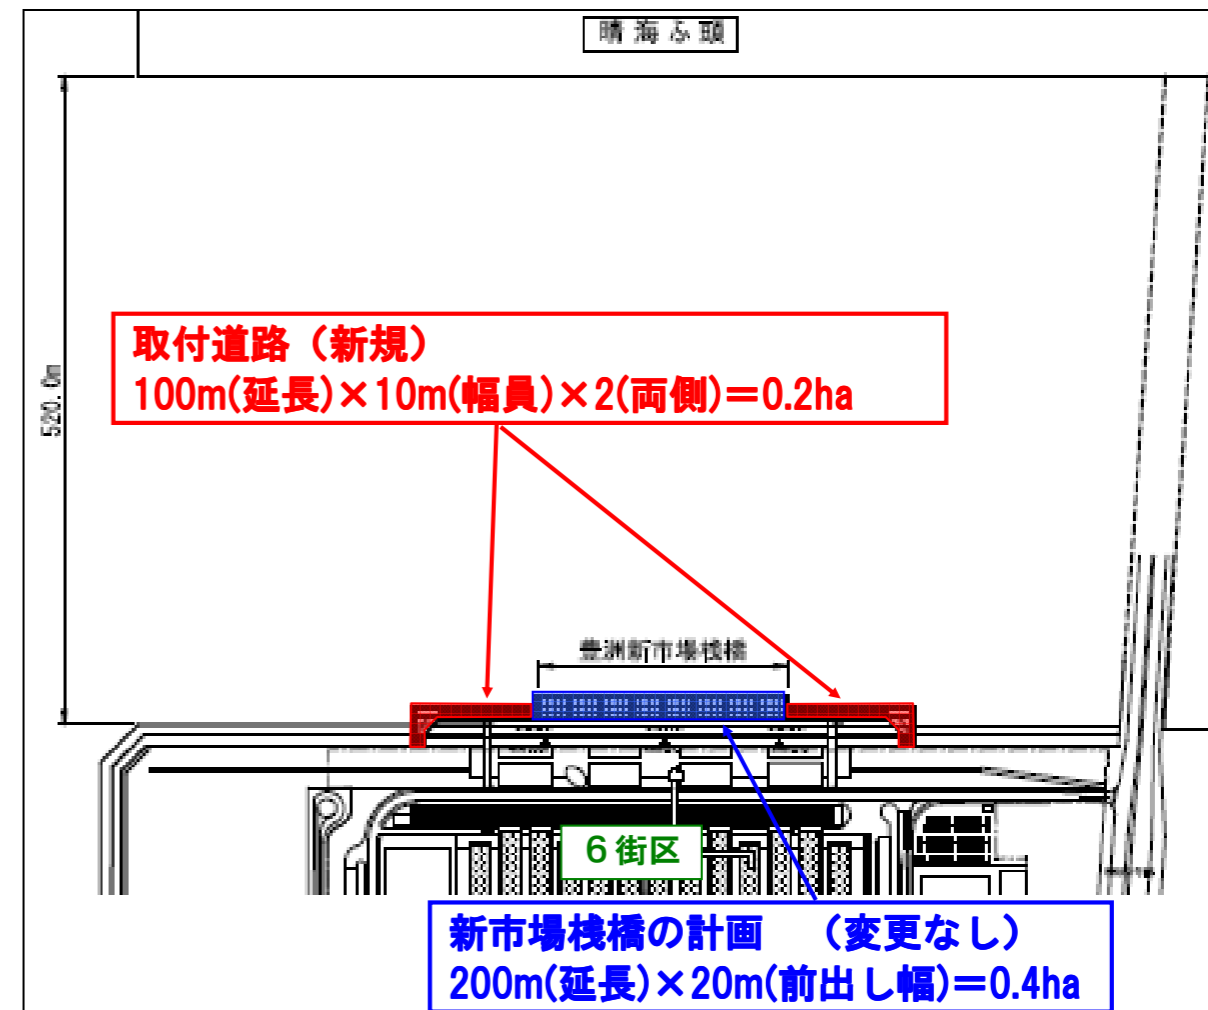 晴海ふ頭
520.0m
取付道路（新規）
100m(延長)×10m(幅員)×2(両側)＝0.2ha
豊洲新市場桟橋
６街区
新市場桟橋の計画　（変更なし）
200m(延長)×20m(前出し幅)＝0.4ha